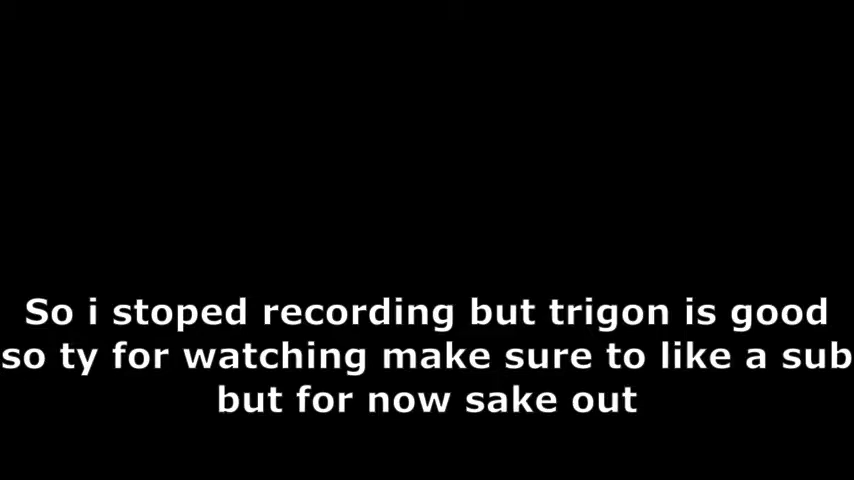 So i stoped recording but trigon is good
so ty for watching make sure to like a sub
but for now sake out